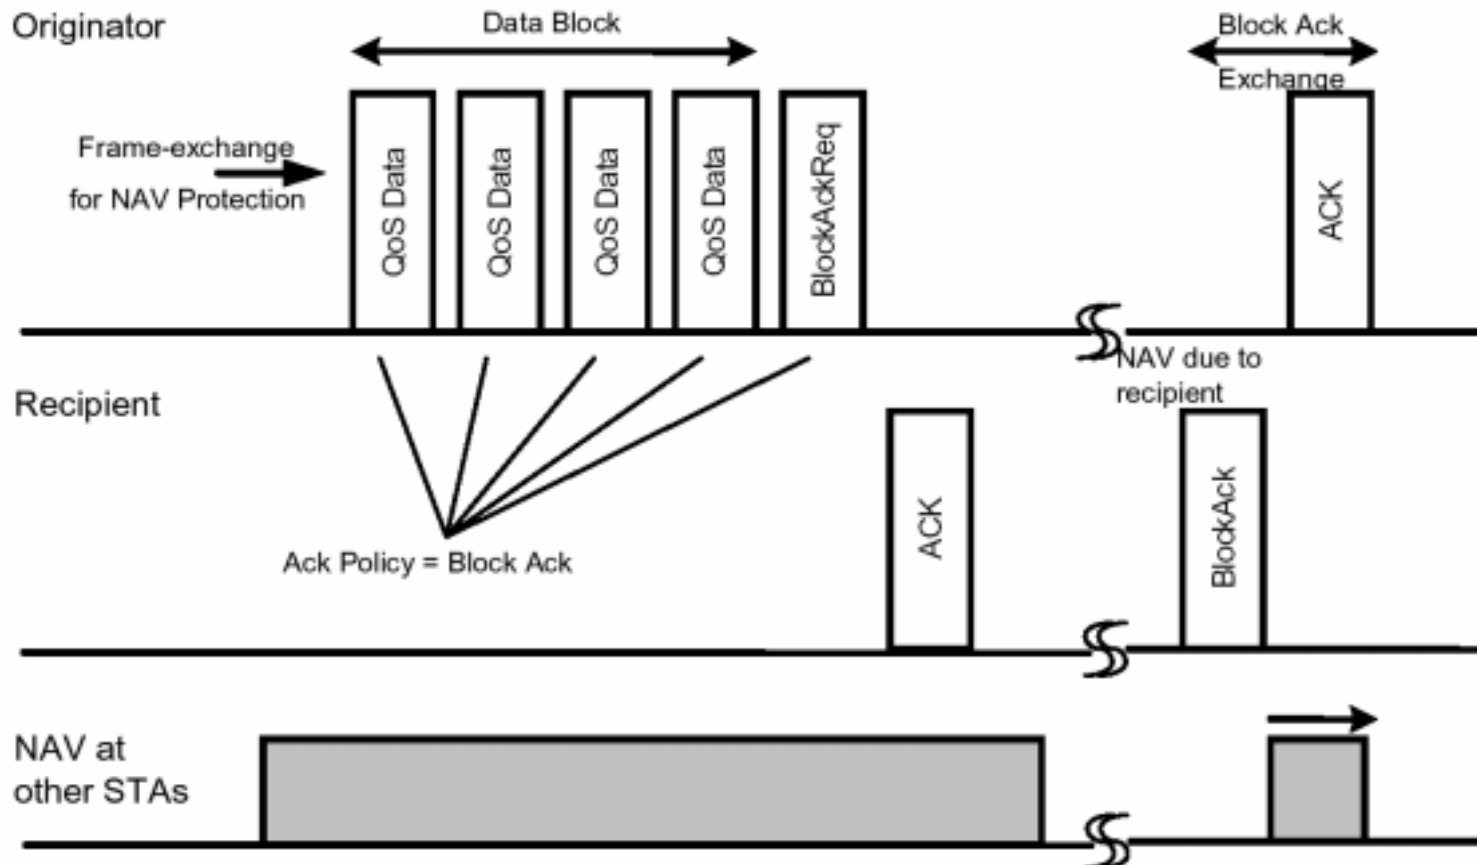 Originator
Data Block
Block Ack
Exchange
Frame-exchange
for NAV Protection
QoS Data
QoS Data
QoS Data
QoS Data
BlockAckReq
ACK
NAV due to
recipient
Recipient
ACK
BlockAck
Ack Policy = Block Ack
NAV at
other STAs